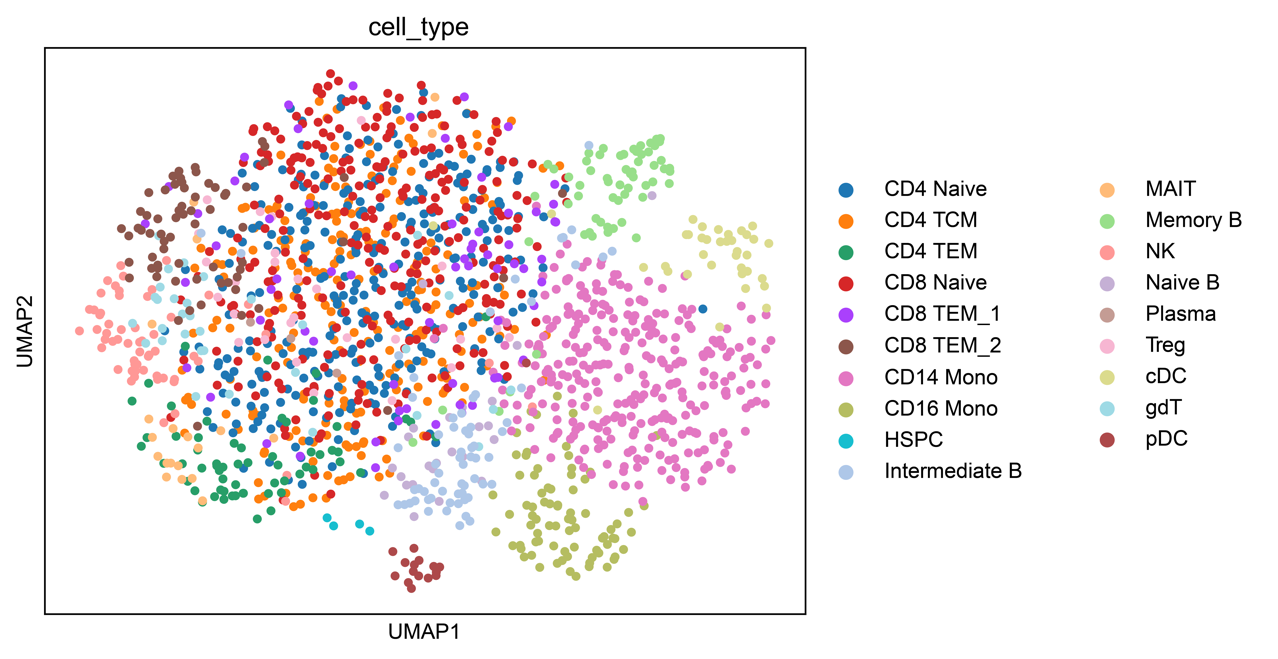 cell_type
UMAP2
UMAP1
CD4 Naive
CD4 TCM
CD4 TEM
CD8 Naive
CD8 TEM_1
CD8 TEM_2
CD14 Mono
CD16 Mono
HSPC
Intermediate B
MAIT
Memory B
NK
Naive B
Plasma
Treg
cDC
gdT
pDC